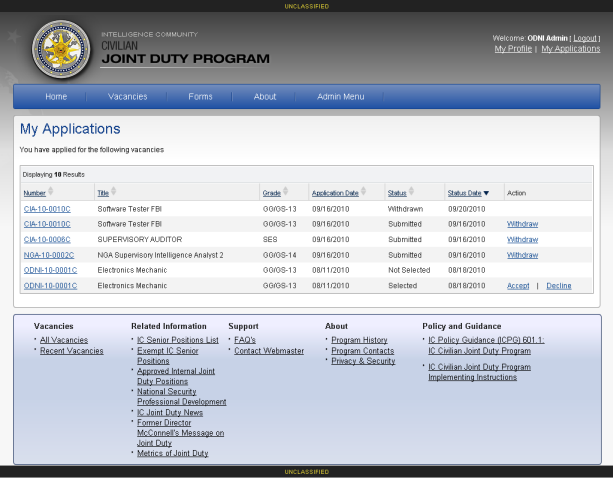 UNCLASSIFIED
INTELLIGENCE COMMUNITY
CIVILIAN
JOINT DUTY PROGRAM
Welcome: ODNI Admin [ Logout ]
My Profile | My Applications
Home | Vacancies | Forms | About | Admin Menu
My Applications
You have applied for the following vacancies
Displaying 10 Results
Number Title Grade Application Date Status Status Date ▼ Action
CIA-10-0010C Software Tester FBI GG/GS-13 09/16/2010 Withdrawn 09/20/2010
CIA-10-0010C Software Tester FBI GG/GS-13 09/16/2010 Submitted 09/16/2010 Withdraw
CIA-10-0006C SUPERVISORY AUDITOR SES 09/16/2010 Submitted 09/16/2010 Withdraw
NGA-10-0002C NGA Supervisory Intelligence Analyst 2 GG/GS-14 09/16/2010 Submitted 09/16/2010 Withdraw
ODNI-10-0001C Electronics Mechanic GG/GS-13 08/11/2010 Not Selected 08/18/2010
ODNI-10-0001C Electronics Mechanic GG/GS-13 08/11/2010 Selected 08/18/2010 Accept | Decline
Vacancies
All Vacancies
Recent Vacancies
Related Information
IC Senior Positions List
Exempt IC Senior
Positions
Approved Internal Joint
Duty Positions
National Security
Professional Development
IC Joint Duty News
Former Director
McConnell's Message on
Joint Duty
Metrics of Joint Duty
Support
FAQ's
Contact Webmaster
About
Program History
Program Contacts
Privacy & Security
Policy and Guidance
IC Policy Guidance (ICPG) 601.1:
IC Civilian Joint Duty Program
IC Civilian Joint Duty Program
Implementing Instructions
UNCLASSIFIED